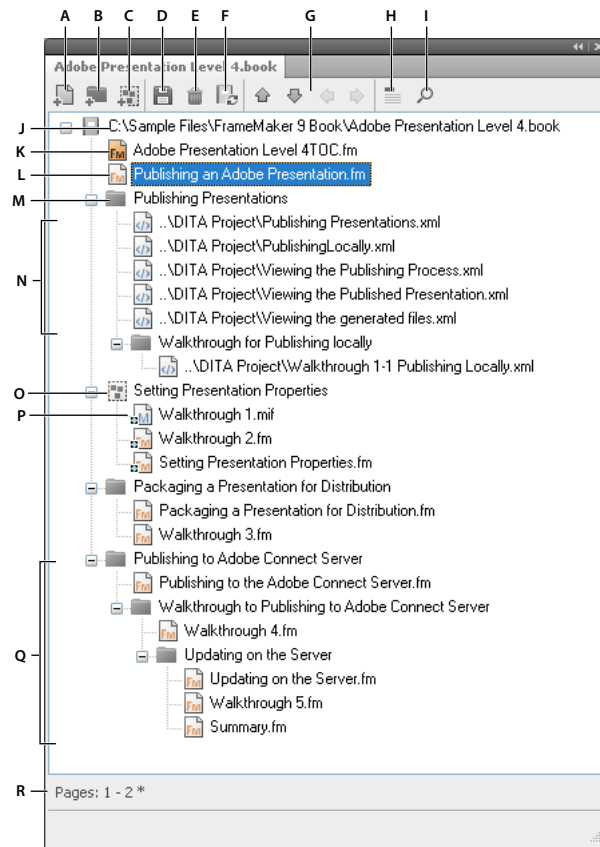 A B C D E F G H I
Adobe Presentation Level 4.book
J C:\Sample Files\FrameMaker 9 Book\Adobe Presentation Level 4.book
K Adobe Presentation Level 4TOC.fm
L Publishing an Adobe Presentation.fm
M Publishing Presentations
..\DITA Project\Publishing Presentations.xml
..\DITA Project\PublishingLocally.xml
N ..\DITA Project\Viewing the Publishing Process.xml
..\DITA Project\Viewing the Published Presentation.xml
..\DITA Project\Viewing the generated files.xml
Walkthrough for Publishing locally
..\DITA Project\Walkthrough 1-1 Publishing Locally.xml
O Setting Presentation Properties
P Walkthrough 1.mif
Walkthrough 2.fm
Setting Presentation Properties.fm
Packaging a Presentation for Distribution
Packaging a Presentation for Distribution.fm
Walkthrough 3.fm
Publishing to Adobe Connect Server
Publishing to the Adobe Connect Server.fm
Walkthrough to Publishing to Adobe Connect Server
Walkthrough 4.fm
Q Updating on the Server
Updating on the Server.fm
Walkthrough 5.fm
Summary.fm
R Pages: 1 - 2 *